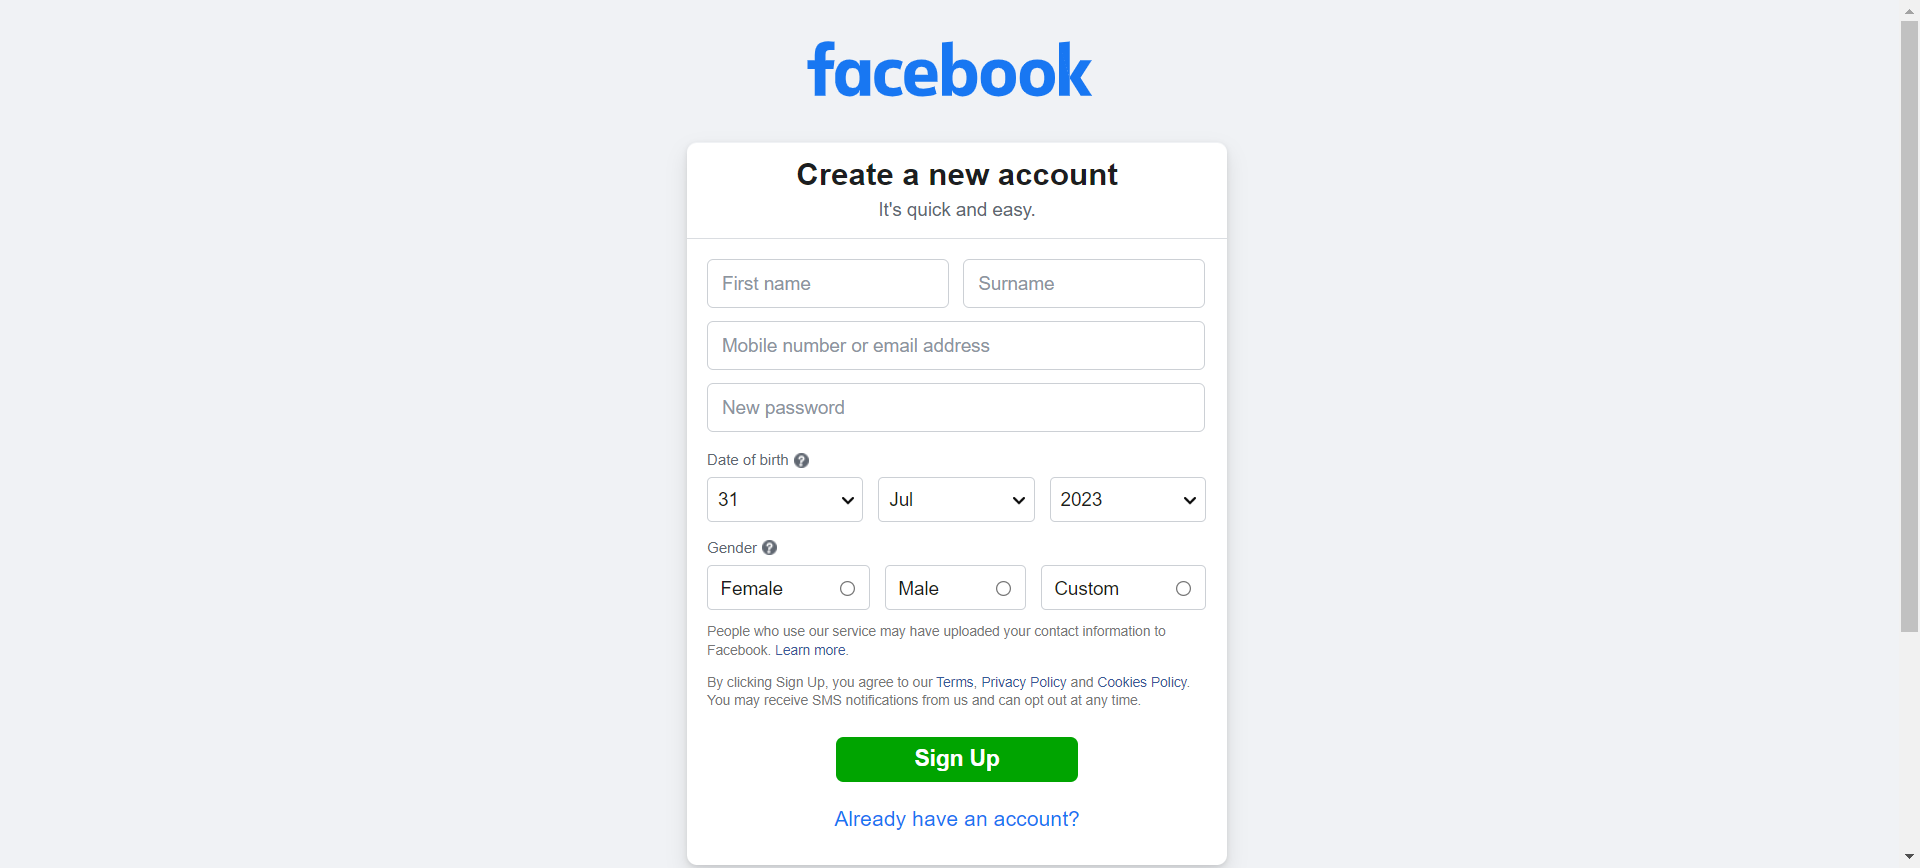 facebook
Create a new account
It's quick and easy.
First name Surname
Mobile number or email address
New password
Date of birth ?
31 Jul 2023
Gender ?
Female Male Custom
People who use our service may have uploaded your contact information to
Facebook. Learn more.
By clicking Sign Up, you agree to our Terms, Privacy Policy and Cookies Policy.
You may receive SMS notifications from us and can opt out at any time.
Sign Up
Already have an account?